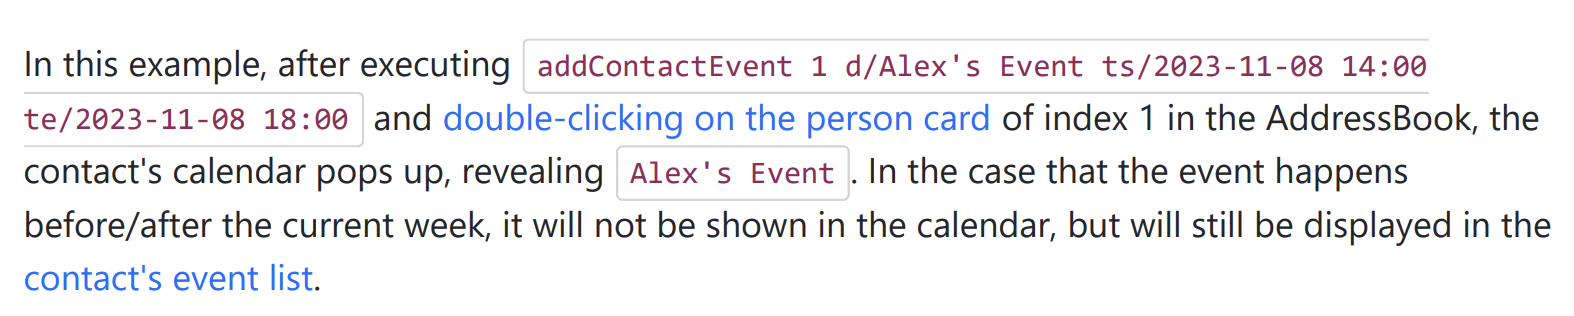 In this example, after executing addContactEvent 1 d/Alex's Event ts/2023-11-08 14:00
te/2023-11-08 18:00 and double-clicking on the person card of index 1 in the AddressBook, the
contact's calendar pops up, revealing Alex's Event. In the case that the event happens
before/after the current week, it will not be shown in the calendar, but will still be displayed in the
contact's event list.